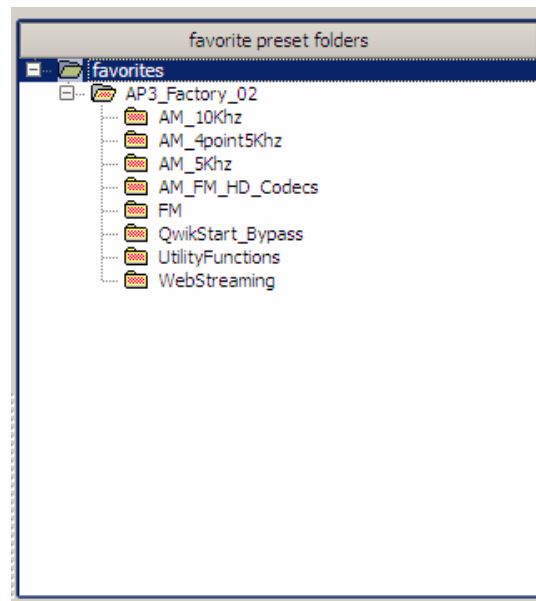 favorite preset folders
favorites
AP3_Factory_02
AM_10Khz
AM_4point5Khz
AM_5Khz
AM_FM_HD_Codecs
FM
QwikStart_Bypass
UtilityFunctions
WebStreaming